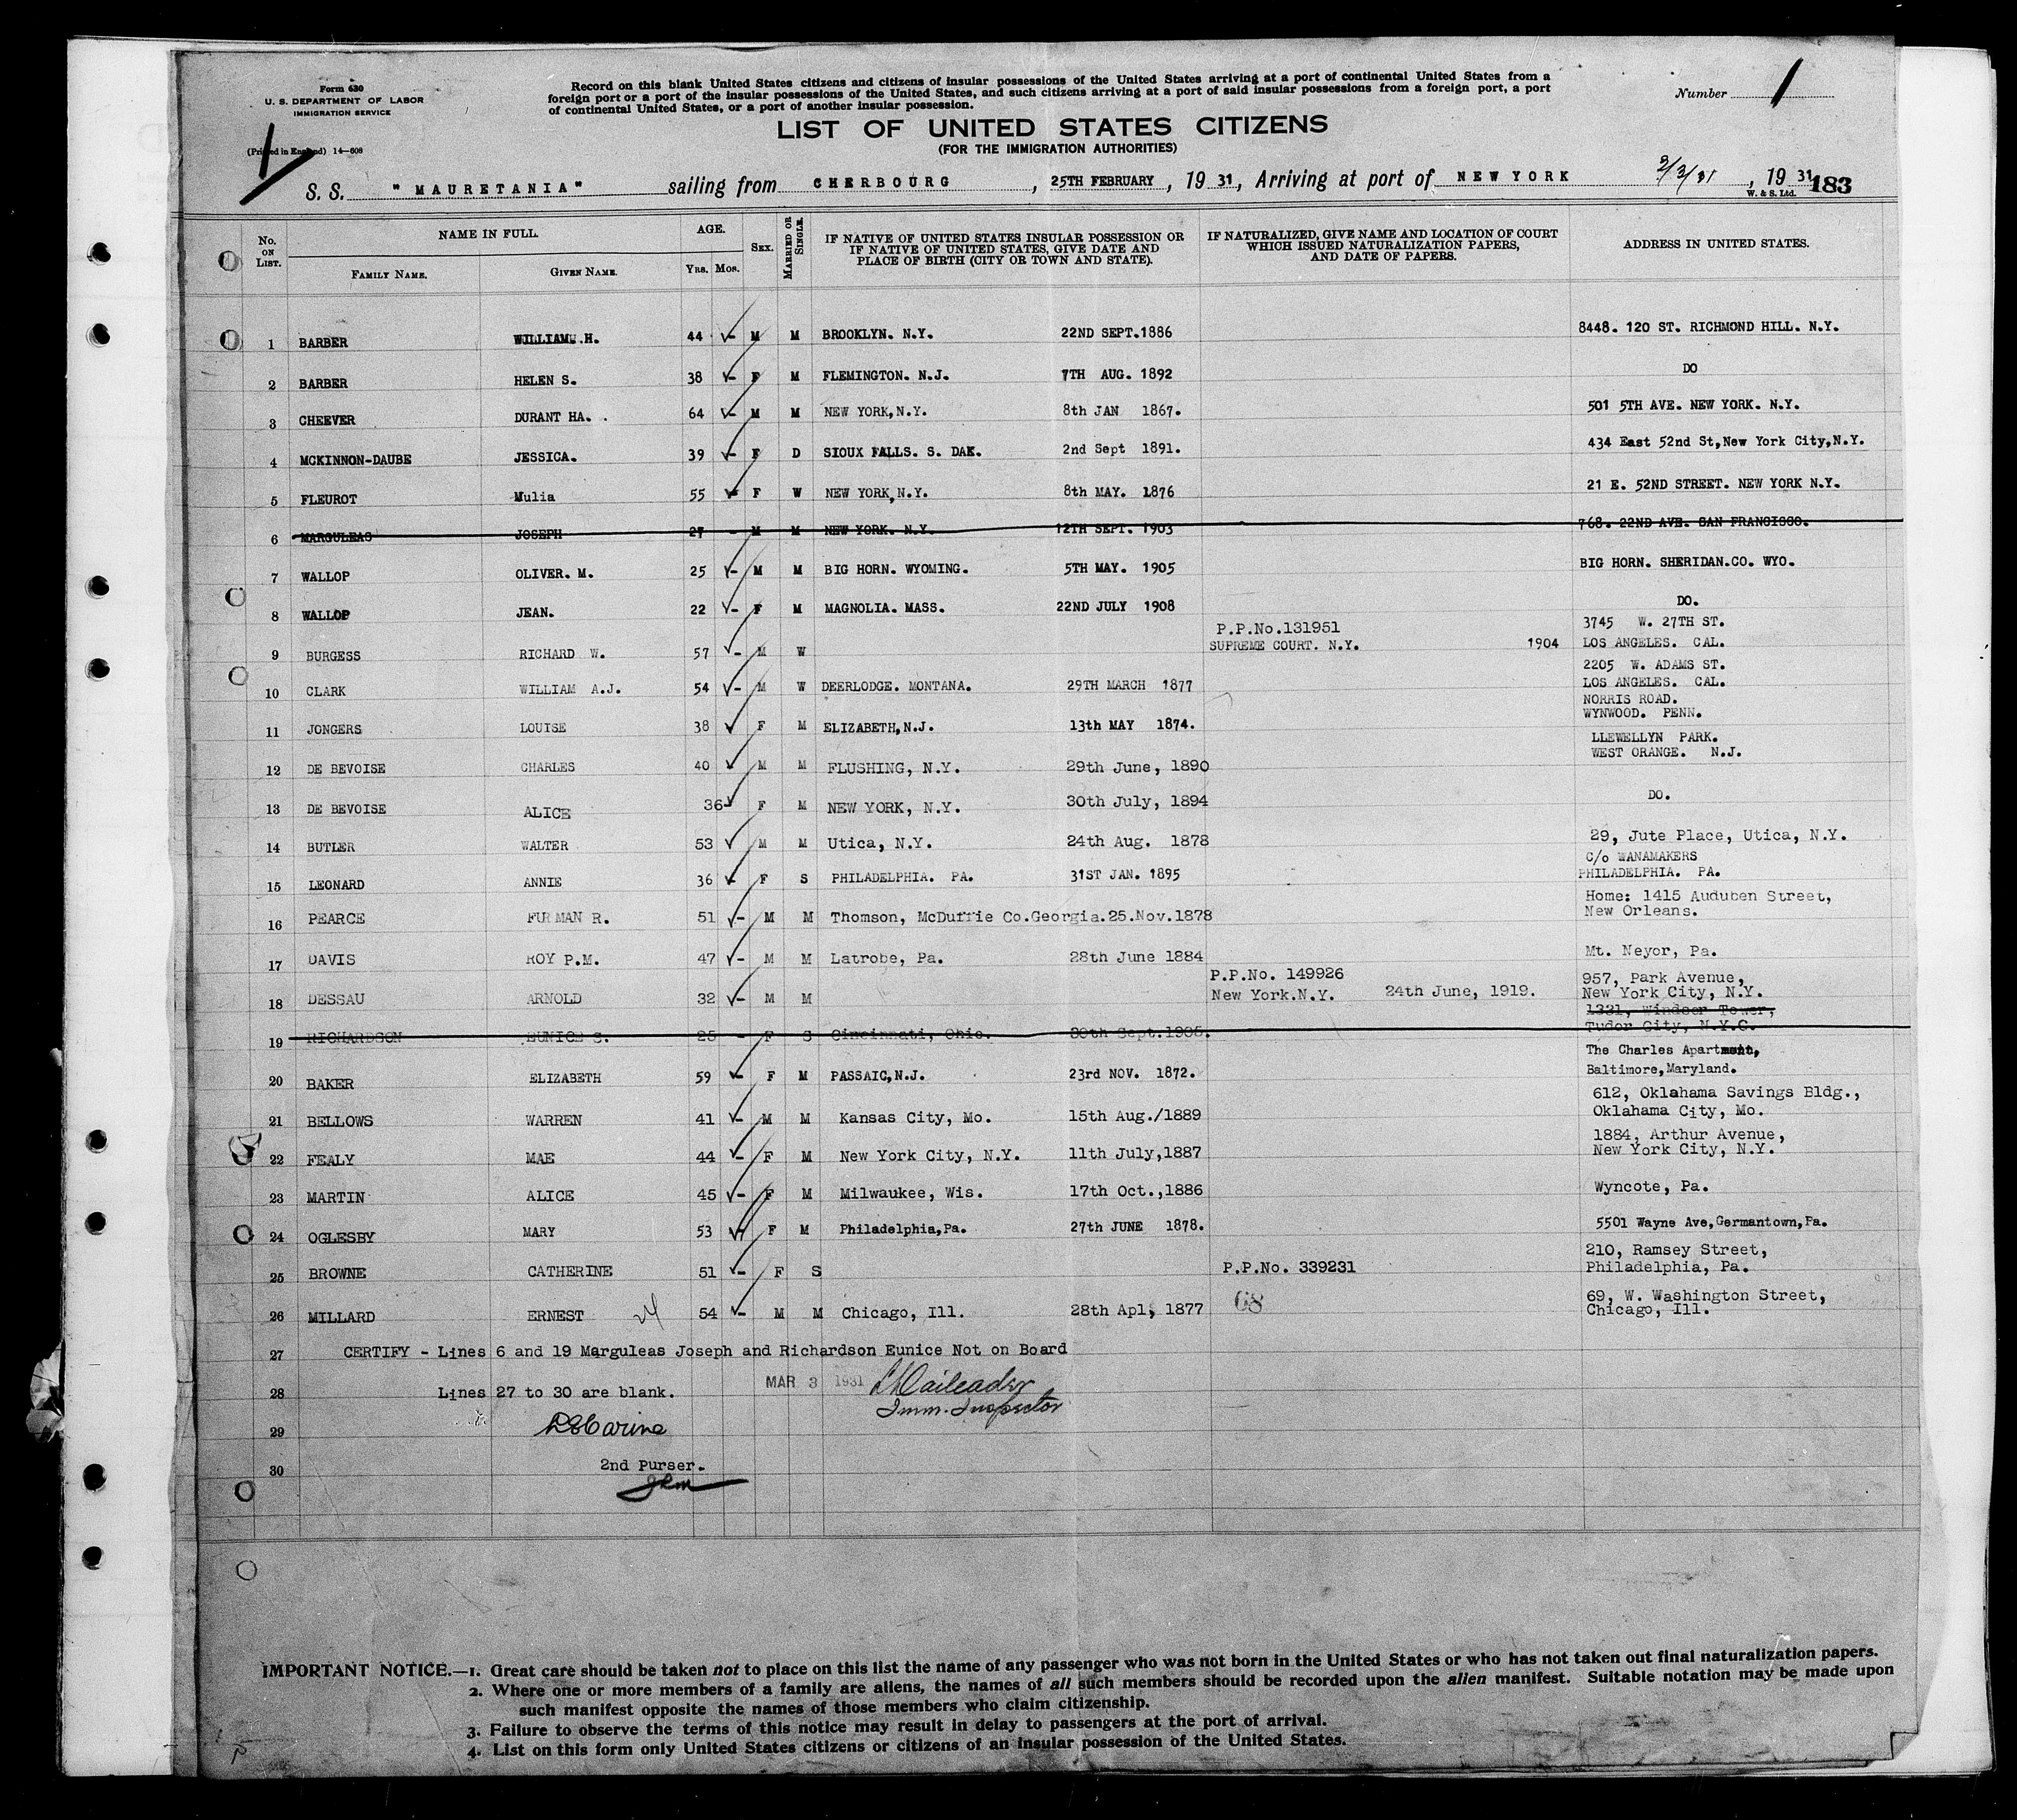 Form 630
U. S. DEPARTMENT OF LABOR
IMMIGRATION SERVICE
(Printed in England) 14—608
Record on this blank United States citizens and citizens of insular possessions of the United States arriving at a port of continental United States from a
foreign port or a port of the insular possessions of the United States, and such citizens arriving at a port of said insular possessions from a foreign port, a port
of continental United States, or a port of another insular possession.
Number 1
LIST OF UNITED STATES CITIZENS
(FOR THE IMMIGRATION AUTHORITIES)
S. S. "MAURETANIA" sailing from CHERBOURG, 25TH FEBRUARY, 19 31, Arriving at port of NEW YORK 3/3/31, 19 31
W. & S. Ltd. 183
No. ON LIST. NAME IN FULL. AGE. SEX. MARRIED OR SINGLE. IF NATIVE OF UNITED STATES INSULAR POSSESSION OR IF NATIVE OF UNITED STATES, GIVE DATE AND PLACE OF BIRTH (CITY OR TOWN AND STATE). IF NATURALIZED, GIVE NAME AND LOCATION OF COURT WHICH ISSUED NATURALIZATION PAPERS, AND DATE OF PAPERS. ADDRESS IN UNITED STATES.
FAMILY NAME. GIVEN NAME. YRS. MOS.
1 BARBER WILLIAM. H. 44 - M M BROOKLYN. N.Y. 22ND SEPT.1886 8448. 120 ST. RICHMOND HILL. N.Y.
2 BARBER HELEN S. 38 - F M FLEMINGTON. N.J. 7TH AUG. 1892 DO
3 CHEEVER DURANT HA. . 64 - M M NEW YORK,N.Y. 8th JAN 1867. 501 5TH AVE. NEW YORK. N.Y.
4 MCKINNON-DAUBE JESSICA. 39 - F D SIOUX FALLS. S. DAK. 2nd Sept 1891. 434 East 52nd St,New York City,N.Y.
5 FLEUROT Mulia 55 - F W NEW YORK,N.Y. 8th MAY. 1876 21 E. 52ND STREET. NEW YORK N.Y.
6 MARGULEAS JOSEPH 27 - M M NEW YORK. N.Y. 12TH SEPT. 1903 768. 22ND AVE. SAN FRANCISCO.
7 WALLOP OLIVER. M. 25 - M M BIG HORN. WYOMING. 5TH MAY. 1905 BIG HORN. SHERIDAN.CO. WYO.
8 WALLOP JEAN. 22 - F M MAGNOLIA. MASS. 22ND JULY 1908 DO.
9 BURGESS RICHARD W. 57 - M W P.P.No.131951 SUPREME COURT. N.Y. 1904 3745 W. 27TH ST. LOS ANGELES. CAL.
10 CLARK WILLIAM A.J. 54 - M W DEERLODGE. MONTANA. 29TH MARCH 1877 2205 W. ADAMS ST. LOS ANGELES. CAL.
11 JONGERS LOUISE 38 F M ELIZABETH,N.J. 13th MAY 1874. NORRIS ROAD. WYNWOOD. PENN.
12 DE BEVOISE CHARLES 40 M M FLUSHING, N.Y. 29th June, 1890 LLEWELLYN PARK. WEST ORANGE. N.J.
13 DE BEVOISE ALICE 36 F M NEW YORK, N.Y. 30th July, 1894 DO.
14 BUTLER WALTER 53 M M Utica, N.Y. 24th Aug. 1878 29, Jute Place, Utica, N.Y.
15 LEONARD ANNIE 36 - F S PHILADELPHIA. PA. 31ST JAN. 1895 C/o WANAMAKERS PHILADELPHIA. PA.
16 PEARCE FURMAN R. 51 - M M Thomson, McDuffie Co.Georgia.25.Nov.1878 Home: 1415 Auduben Street, New Orleans.
17 DAVIS ROY P.M. 47 - M M Latrobe, Pa. 28th June 1884 Mt. Neyor, Pa.
18 DESSAU ARNOLD 32 - M M P.P.No. 149926 New York.N.Y. 24th June, 1919. 957, Park Avenue, New York City, N.Y.
19 RICHARDSON EUNICE S. 25 - F S Cincinnati, Ohio. 30th Sept.1905. 1331, Windsor Tower, Tudor City, N.Y.C.
20 BAKER ELIZABETH 59 - F M PASSAIC,N.J. 23rd NOV. 1872. The Charles Apartment, Baltimore,Maryland.
21 BELLOWS WARREN 41 - M M Kansas City, Mo. 15th Aug./1889 612, Oklahoma Savings Bldg., Oklahoma City, Mo.
22 FEALY MAE 44 - F M New York City, N.Y. 11th July,1887 1884, Arthur Avenue, New York City, N.Y.
23 MARTIN ALICE 45 - F M Milwaukee, Wis. 17th Oct.,1886 Wyncote, Pa.
24 OGLESBY MARY 53 - F M Philadelphia,Pa. 27th JUNE 1878. 5501 Wayne Ave,Germantown,Pa.
25 BROWNE CATHERINE 51 - F S P.P.No. 339231 210, Ramsey Street, Philadelphia, Pa.
26 MILLARD ERNEST 54 - M M Chicago, Ill. 28th Apl, 1877 68 69, W. Washington Street, Chicago, Ill.
27 CERTIFY - Lines 6 and 19 Marguleas Joseph and Richardson Eunice Not on Board
28 Lines 27 to 30 are blank. MAR 3 1931
Imm. Inspector
29
30 2nd Purser.
IMPORTANT NOTICE.—1. Great care should be taken not to place on this list the name of any passenger who was not born in the United States or who has not taken out final naturalization papers.
2. Where one or more members of a family are aliens, the names of all such members should be recorded upon the alien manifest. Suitable notation may be made upon
such manifest opposite the names of those members who claim citizenship.
3. Failure to observe the terms of this notice may result in delay to passengers at the port of arrival.
4. List on this form only United States citizens or citizens of an insular possession of the United States.